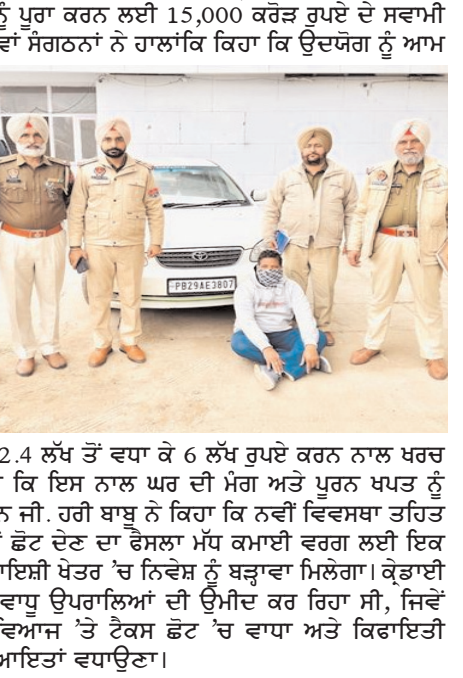 ਨੂੰ ਪੂਰਾ ਕਰਨ ਲਈ 15,000 ਕਰੋੜ ਰੁਪਏ ਦੇ ਸਵਾਮੀ
ਵਾਂ ਸੰਗਠਨਾਂ ਨੇ ਹਾਲਾਂਕਿ ਕਿਹਾ ਕਿ ਉਦਯੋਗ ਨੂੰ ਆਮ
PB29AE3807
2.4 ਲੱਖ ਤੋਂ ਵਧਾ ਕੇ 6 ਲੱਖ ਰੁਪਏ ਕਰਨ ਨਾਲ ਖਰਚ
ਕਿ ਇਸ ਨਾਲ ਘਰ ਦੀ ਮੰਗ ਅਤੇ ਪੂਰਨ ਖਪਤ ਨੂੰ
ਨ ਜੀ. ਹਰੀ ਬਾਬੂ ਨੇ ਕਿਹਾ ਕਿ ਨਵੀਂ ਵਿਵਸਥਾ ਤਹਿਤ
ਛੋਟ ਦੇਣ ਦਾ ਫੈਸਲਾ ਮੱਧ ਕਮਾਈ ਵਰਗ ਲਈ ਇਕ
ਾਇਸ਼ੀ ਖੇਤਰ ’ਚ ਨਿਵੇਸ਼ ਨੂੰ ਬੜ੍ਹਾਵਾ ਮਿਲੇਗਾ। ਕ੍ਰੇਡਾਈ
ਵਾਧੂ ਉਪਰਾਲਿਆਂ ਦੀ ਉਮੀਦ ਕਰ ਰਿਹਾ ਸੀ, ਜਿਵੇਂ
ਵਿਆਜ ’ਤੇ ਟੈਕਸ ਛੋਟ ’ਚ ਵਾਧਾ ਅਤੇ ਕਿਫਾਇਤੀ
ਆਇਤਾਂ ਵਧਾਉਣਾ।